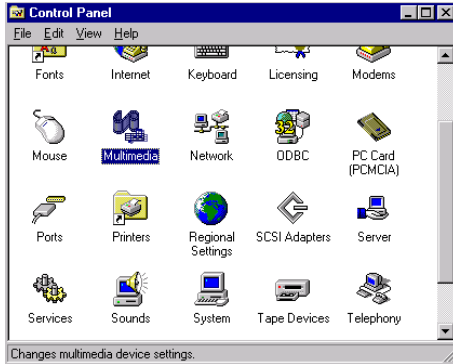 Control Panel
File Edit View Help
Fonts Internet Keyboard Licensing Modems
Mouse Multimedia Network ODBC PC Card
(PCMCIA)
Ports Printers Regional SCSI Adapters Server
Settings
Services Sounds System Tape Devices Telephony
Changes multimedia device settings.